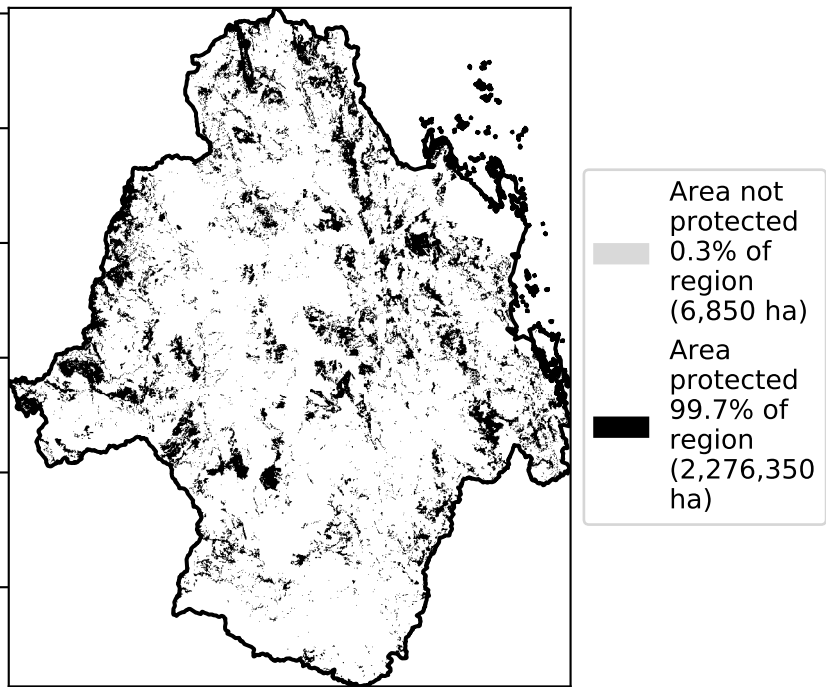 Area not
protected
0.3% of
region
(6,850 ha)
Area
protected
99.7% of
region
(2,276,350
ha)